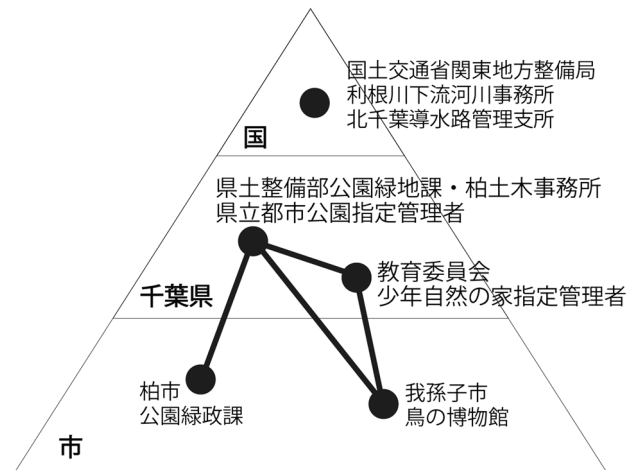 国土交通省関東地方整備局
利根川下流河川事務所
北千葉導水路管理支所
国
県土整備部公園緑地課・柏土木事務所
県立都市公園指定管理者
教育委員会
少年自然の家指定管理者
千葉県
柏市
公園緑政課
我孫子市
鳥の博物館
市